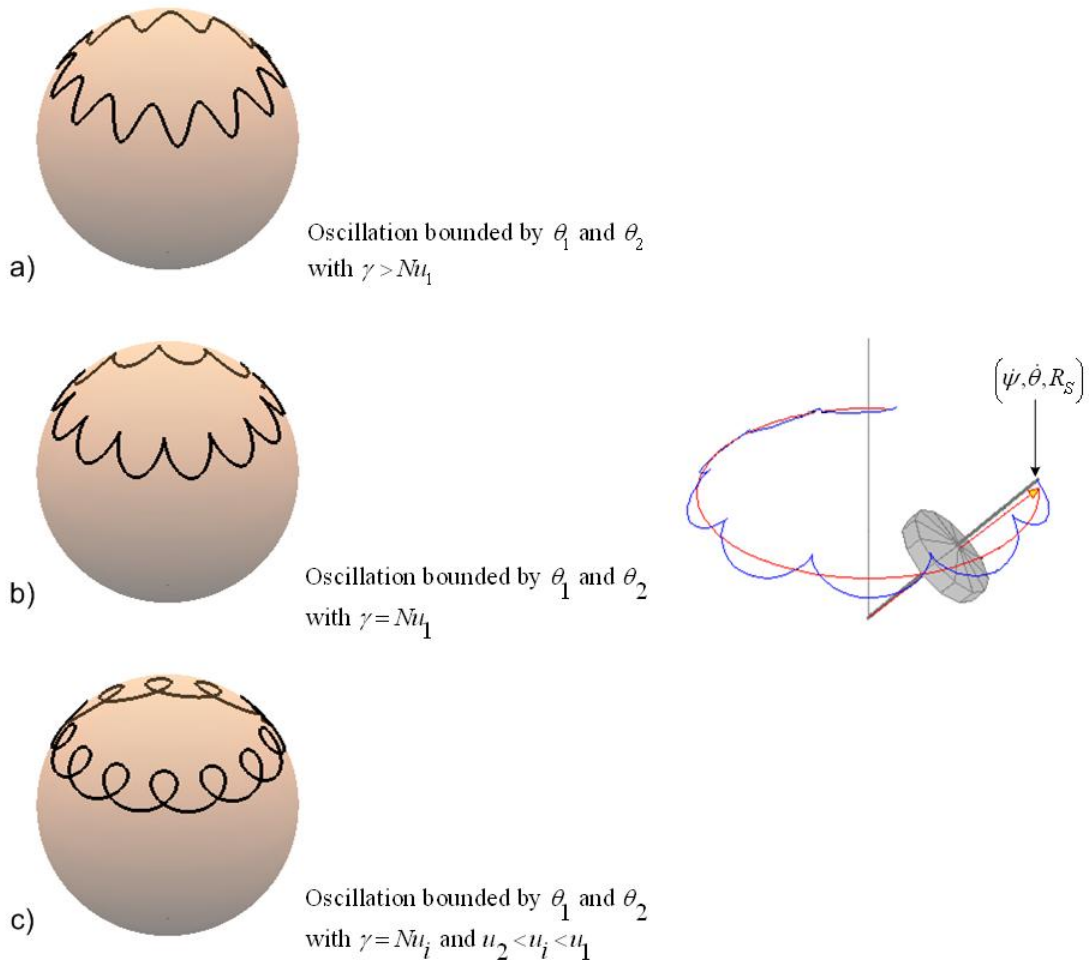 a)
Oscillation bounded by θ₁ and θ₂
with γ > Nu₁
(ψ̇, θ̇, R_S)
b)
Oscillation bounded by θ₁ and θ₂
with γ = Nu₁
c)
Oscillation bounded by θ₁ and θ₂
with γ = Nuᵢ and u₂ < uᵢ < u₁